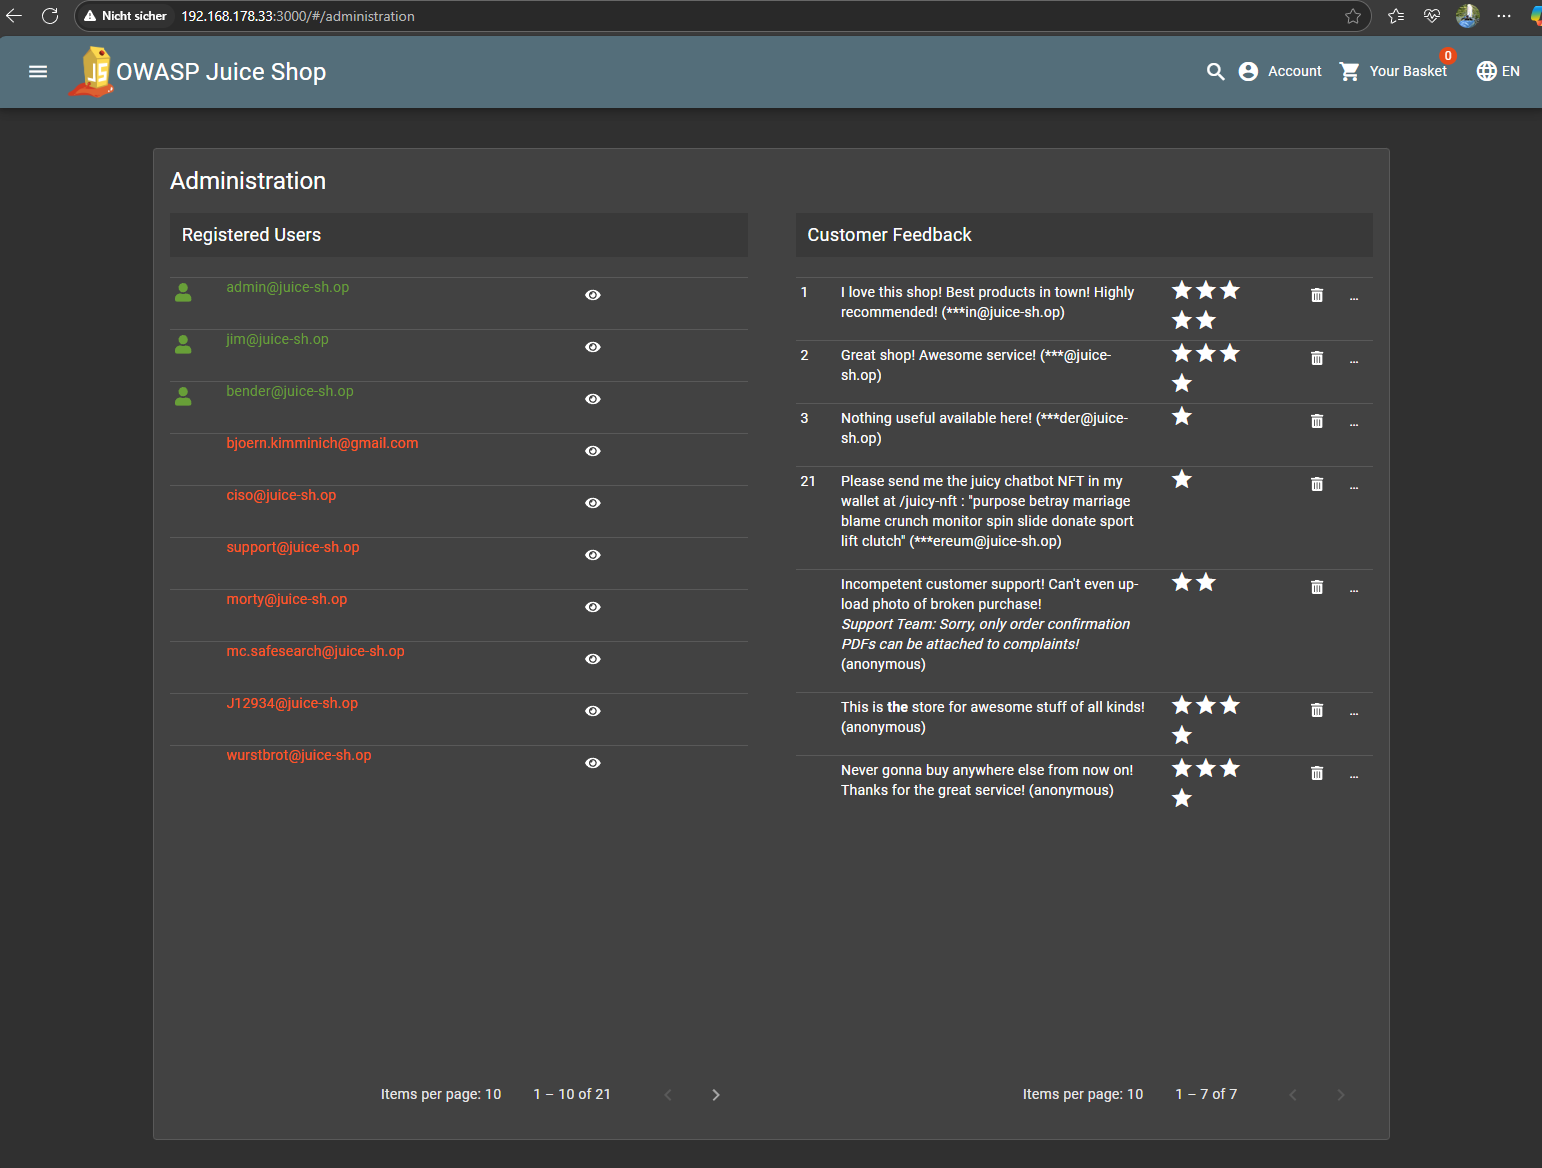 Nicht sicher 192.168.178.33:3000/#/administration
OWASP Juice Shop
Account
Your Basket
0
EN
Administration
Registered Users
admin@juice-sh.op
jim@juice-sh.op
bender@juice-sh.op
bjoern.kimminich@gmail.com
ciso@juice-sh.op
support@juice-sh.op
morty@juice-sh.op
mc.safesearch@juice-sh.op
J12934@juice-sh.op
wurstbrot@juice-sh.op
Items per page: 10 1 – 10 of 21
Customer Feedback
1 I love this shop! Best products in town! Highly ...
recommended! (***in@juice-sh.op)
2 Great shop! Awesome service! (***@juice- ...
sh.op)
3 Nothing useful available here! (***der@juice- ...
sh.op)
21 Please send me the juicy chatbot NFT in my ...
wallet at /juicy-nft : "purpose betray marriage
blame crunch monitor spin slide donate sport
lift clutch" (***ereum@juice-sh.op)
Incompetent customer support! Can't even up- ...
load photo of broken purchase!
Support Team: Sorry, only order confirmation
PDFs can be attached to complaints!
(anonymous)
This is the store for awesome stuff of all kinds! ...
(anonymous)
Never gonna buy anywhere else from now on! ...
Thanks for the great service! (anonymous)
Items per page: 10 1 – 7 of 7